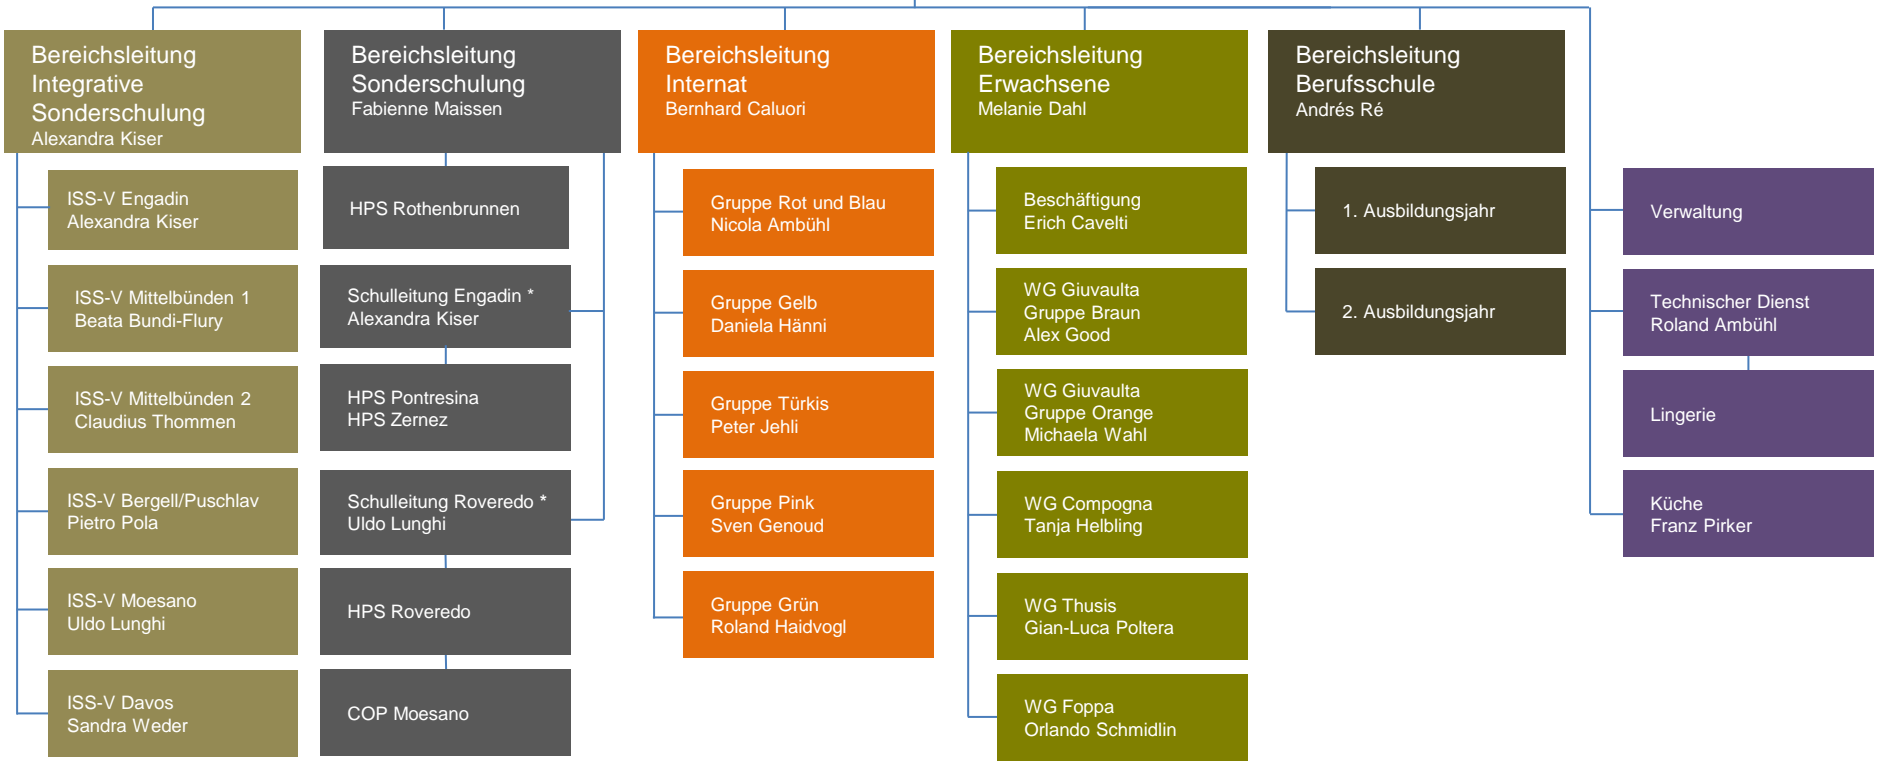 Bereichsleitung
Integrative
Sonderschulung
Alexandra Kiser
ISS-V Engadin
Alexandra Kiser
ISS-V Mittelbünden 1
Beata Bundi-Flury
ISS-V Mittelbünden 2
Claudius Thommen
ISS-V Bergell/Puschlav
Pietro Pola
ISS-V Moesano
Uldo Lunghi
ISS-V Davos
Sandra Weder
Bereichsleitung
Sonderschulung
Fabienne Maissen
HPS Rothenbrunnen
Schulleitung Engadin *
Alexandra Kiser
HPS Pontresina
HPS Zernez
Schulleitung Roveredo *
Uldo Lunghi
HPS Roveredo
COP Moesano
Bereichsleitung
Internat
Bernhard Caluori
Gruppe Rot und Blau
Nicola Ambühl
Gruppe Gelb
Daniela Hänni
Gruppe Türkis
Peter Jehli
Gruppe Pink
Sven Genoud
Gruppe Grün
Roland Haidvogl
Bereichsleitung
Erwachsene
Melanie Dahl
Beschäftigung
Erich Cavelti
WG Giuvaulta
Gruppe Braun
Alex Good
WG Giuvaulta
Gruppe Orange
Michaela Wahl
WG Compogna
Tanja Helbling
WG Thusis
Gian-Luca Poltera
WG Foppa
Orlando Schmidlin
Bereichsleitung
Berufsschule
Andrés Ré
1. Ausbildungsjahr
2. Ausbildungsjahr
Verwaltung
Technischer Dienst
Roland Ambühl
Lingerie
Küche
Franz Pirker